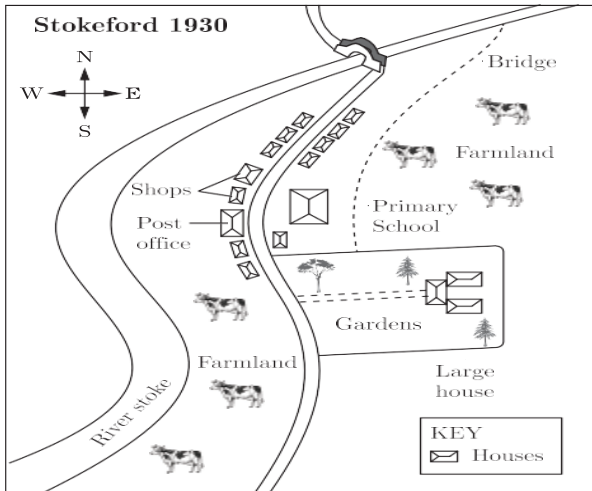 Stokeford 1930
N
W E
S
Bridge
Farmland
Shops
Post
office
Primary
School
Gardens
Farmland
Large
house
River stoke
KEY
Houses